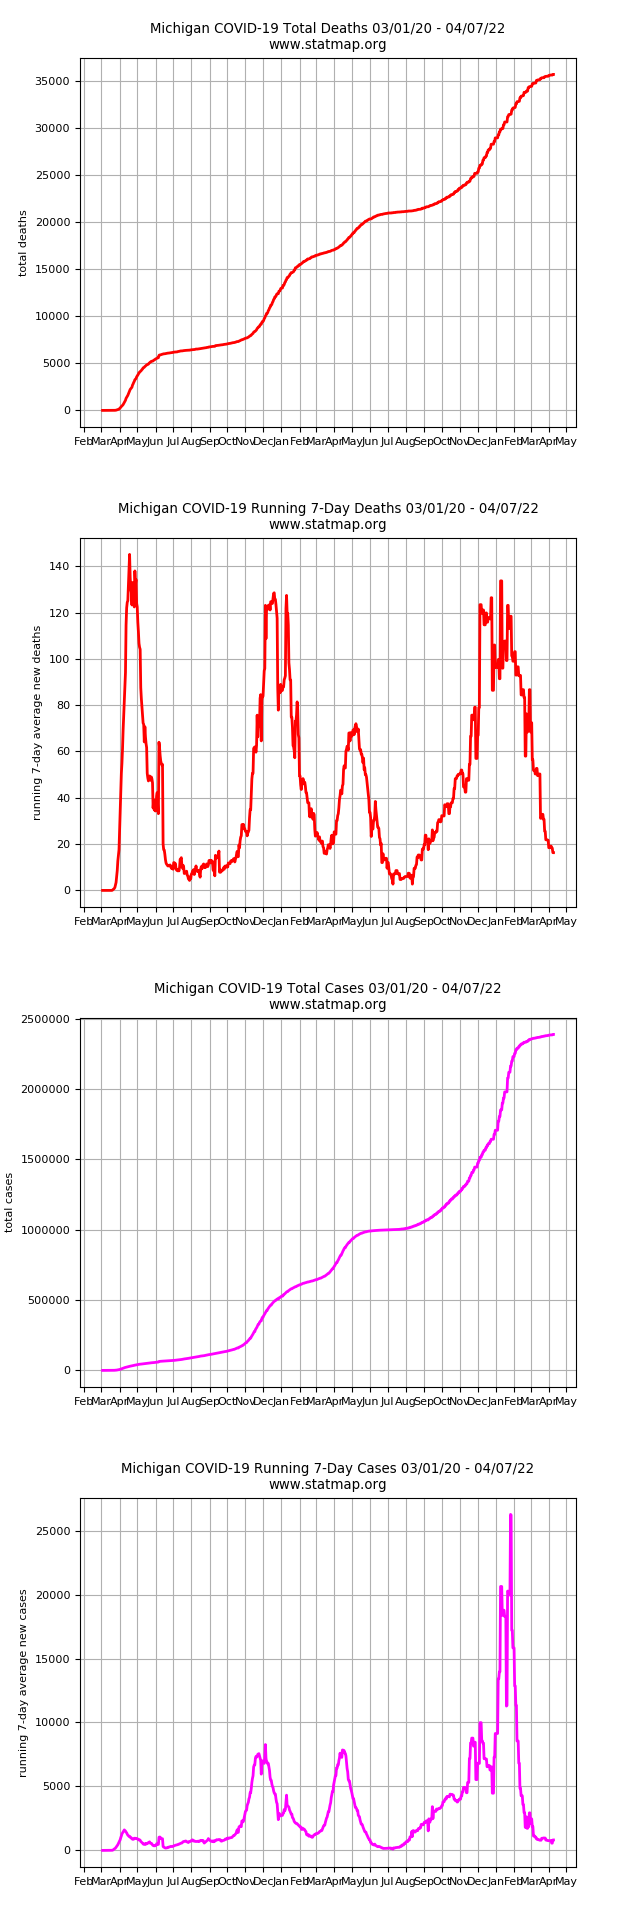 Michigan COVID-19 Total Deaths 03/01/20 - 04/07/22
www.statmap.org
35000
30000
25000
20000
15000
10000
5000
0
total deaths
Feb Mar Apr May Jun Jul Aug Sep Oct Nov Dec Jan Feb Mar Apr May Jun Jul Aug Sep Oct Nov Dec Jan Feb Mar Apr May
Michigan COVID-19 Running 7-Day Deaths 03/01/20 - 04/07/22
www.statmap.org
140
120
100
80
60
40
20
0
running 7-day average new deaths
Feb Mar Apr May Jun Jul Aug Sep Oct Nov Dec Jan Feb Mar Apr May Jun Jul Aug Sep Oct Nov Dec Jan Feb Mar Apr May
Michigan COVID-19 Total Cases 03/01/20 - 04/07/22
www.statmap.org
2500000
2000000
1500000
1000000
500000
0
total cases
Feb Mar Apr May Jun Jul Aug Sep Oct Nov Dec Jan Feb Mar Apr May Jun Jul Aug Sep Oct Nov Dec Jan Feb Mar Apr May
Michigan COVID-19 Running 7-Day Cases 03/01/20 - 04/07/22
www.statmap.org
25000
20000
15000
10000
5000
0
running 7-day average new cases
Feb Mar Apr May Jun Jul Aug Sep Oct Nov Dec Jan Feb Mar Apr May Jun Jul Aug Sep Oct Nov Dec Jan Feb Mar Apr May